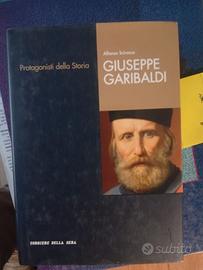 Alfonso Scirocco
Protagonisti della Storia
GIUSEPPE
GARIBALDI
CORRIERE DELLA SERA
subito